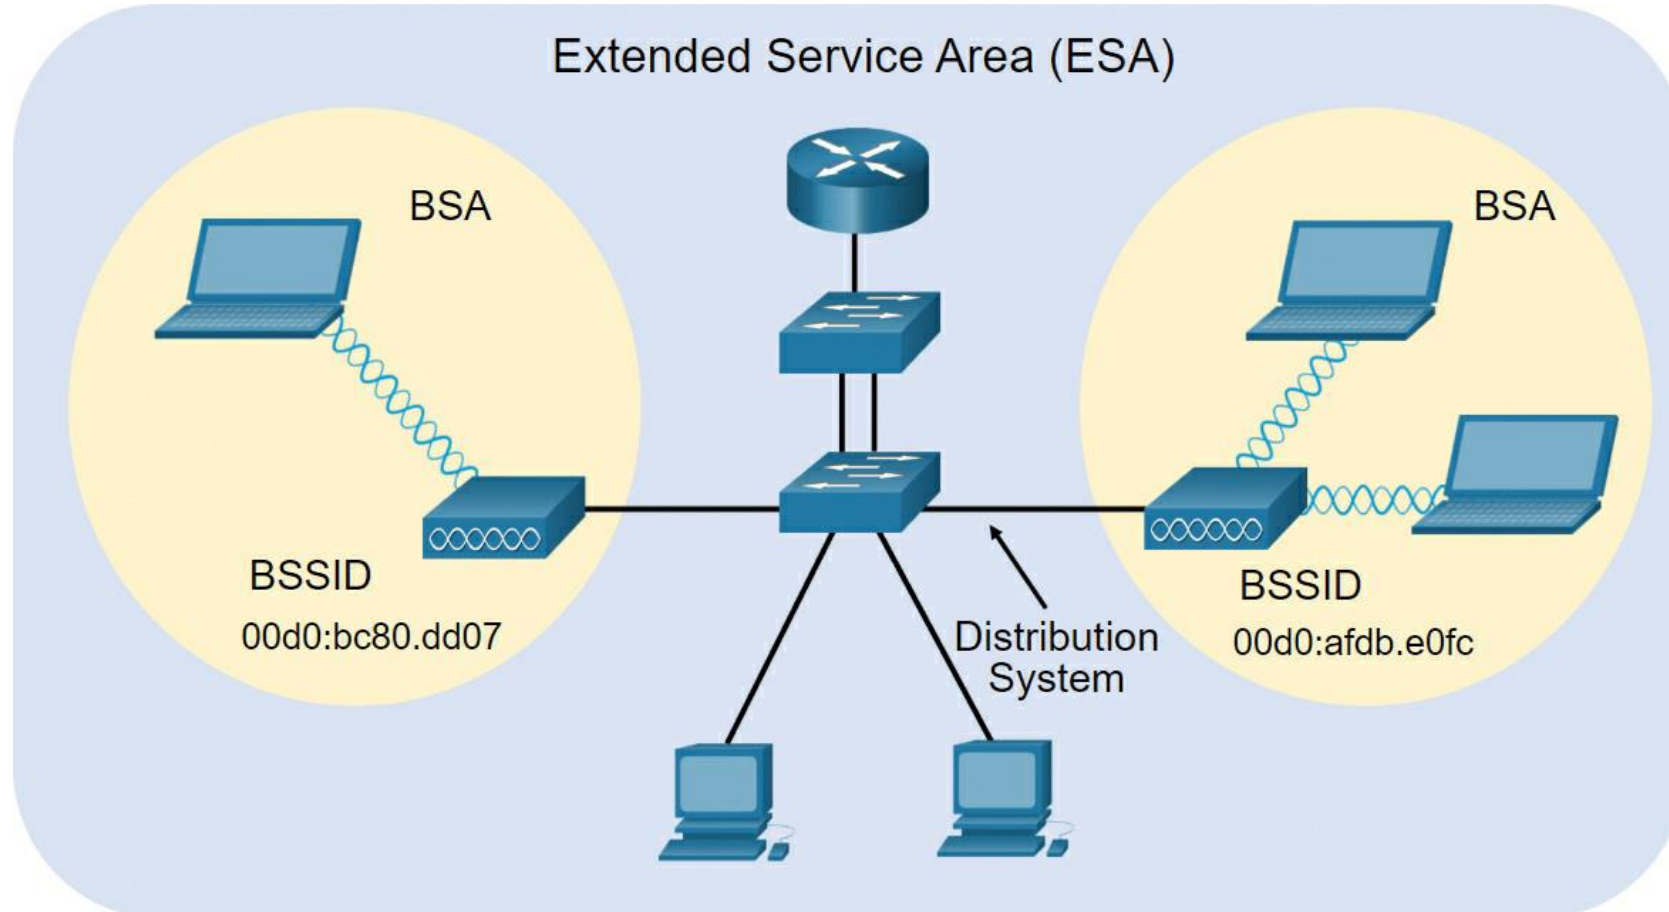 Extended Service Area (ESA)
BSA
BSSID
00d0:bc80.dd07
Distribution
System
BSA
BSSID
00d0:afdb.e0fc